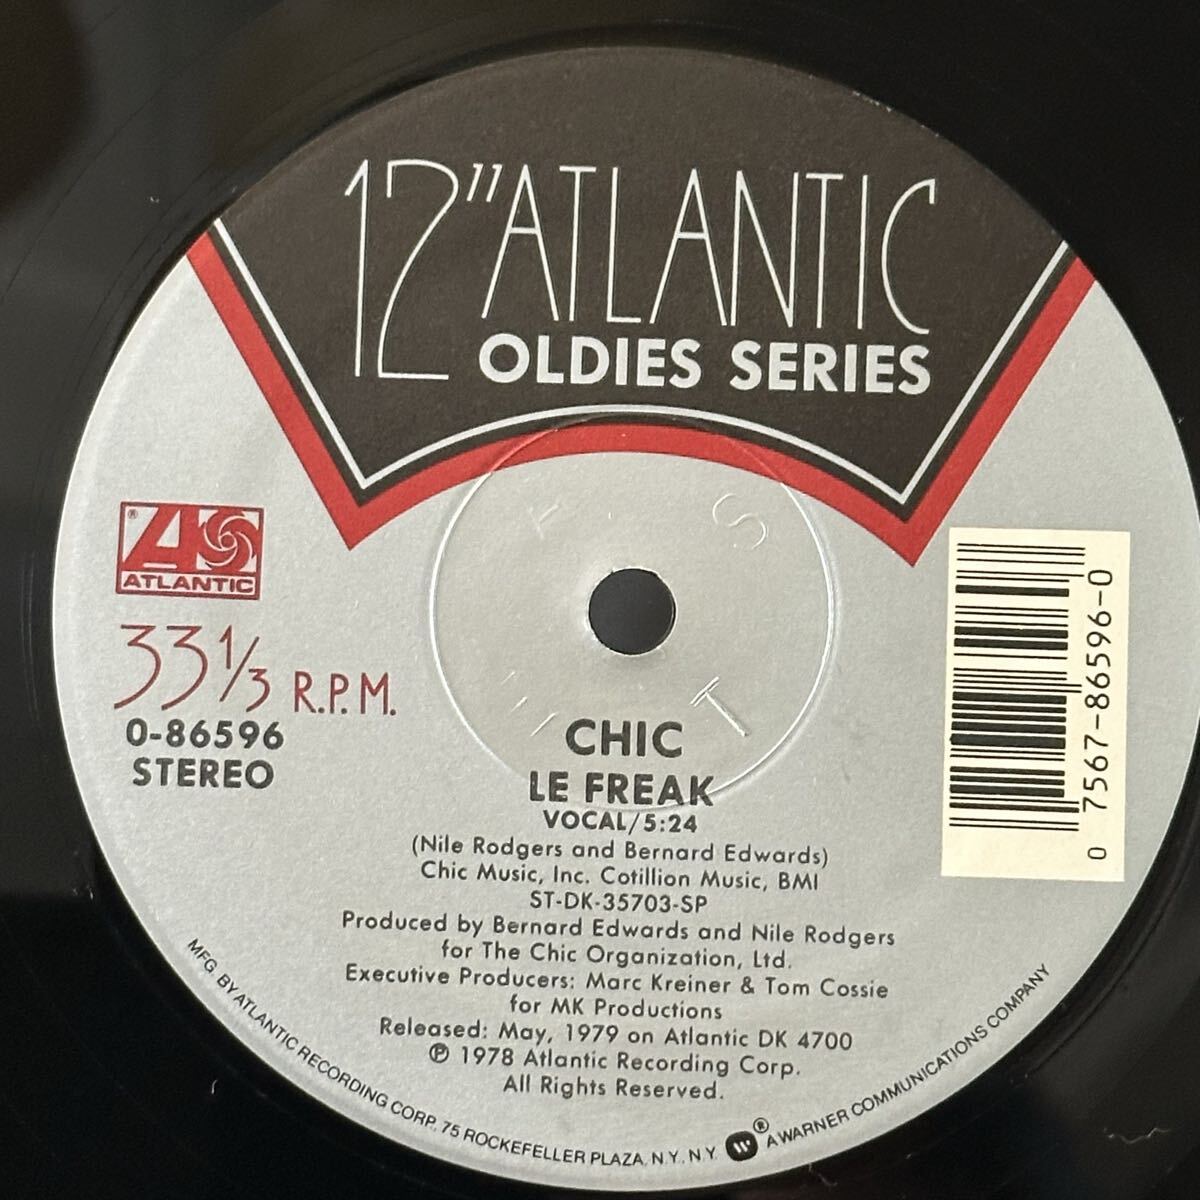 12" ATLANTIC
OLDIES SERIES
ATLANTIC
33 1/3 R.P.M.
0-86596
STEREO
CHIC
LE FREAK
VOCAL/5:24
(Nile Rodgers and Bernard Edwards)
Chic Music, Inc. Cotillion Music, BMI
ST-DK-35703-SP
Produced by Bernard Edwards and Nile Rodgers
for The Chic Organization, Ltd.
Executive Producers: Marc Kreiner & Tom Cossie
for MK Productions
Released: May, 1979 on Atlantic DK 4700
℗ 1978 Atlantic Recording Corp.
All Rights Reserved.
MFG. BY ATLANTIC RECORDING CORP. 75 ROCKEFELLER PLAZA, N.Y., N.Y. ® A WARNER COMMUNICATIONS COMPANY
0 7567-86596-0